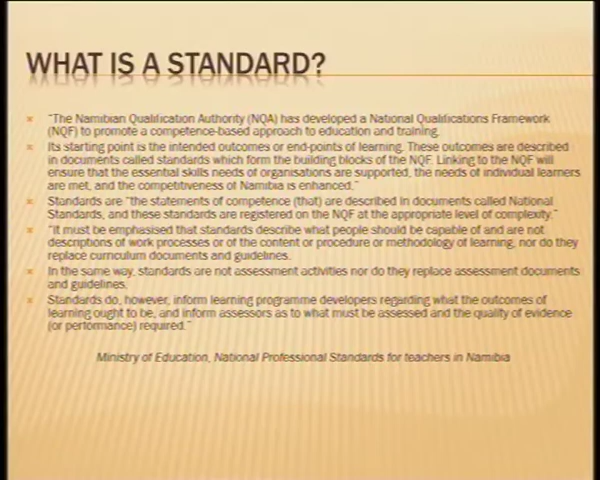 WHAT IS A STANDARD?
"The Namibian Qualification Authority (NQA) has developed a National Qualifications Framework
(NQF) to promote a competence-based approach to education and training.
Its starting point is the intended outcomes or end-points of learning. These outcomes are described
in documents called standards which form the building blocks of the NQF. Linking to the NQF will
ensure that the essential skills needs of organisations are supported, the needs of individual learners
are met, and the competitiveness of Namibia is enhanced."
Standards are "the statements of competence (that) are described in documents called National
Standards, and these standards are registered on the NQF at the appropriate level of complexity."
"It must be emphasised that standards describe what people should be capable of and are not
descriptions of work processes or of the content or procedure or methodology of learning, nor do they
replace curriculum documents and guidelines.
In the same way, standards are not assessment activities nor do they replace assessment documents
and guidelines.
Standards do, however, inform learning programme developers regarding what the outcomes of
learning ought to be, and inform assessors as to what must be assessed and the quality of evidence
(or performance) required."
Ministry of Education, National Professional Standards for teachers in Namibia